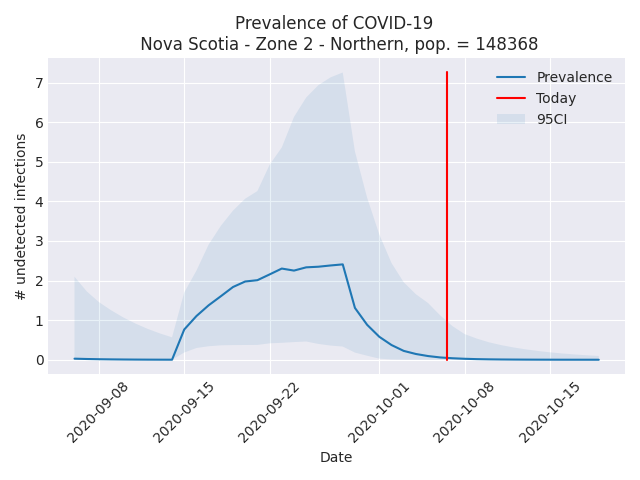 Prevalence of COVID-19
Nova Scotia - Zone 2 - Northern, pop. = 148368
Prevalence
Today
95CI
# undetected infections
7
6
5
4
3
2
1
0
2020-09-08
2020-09-15
2020-09-22
2020-10-01
2020-10-08
2020-10-15
Date